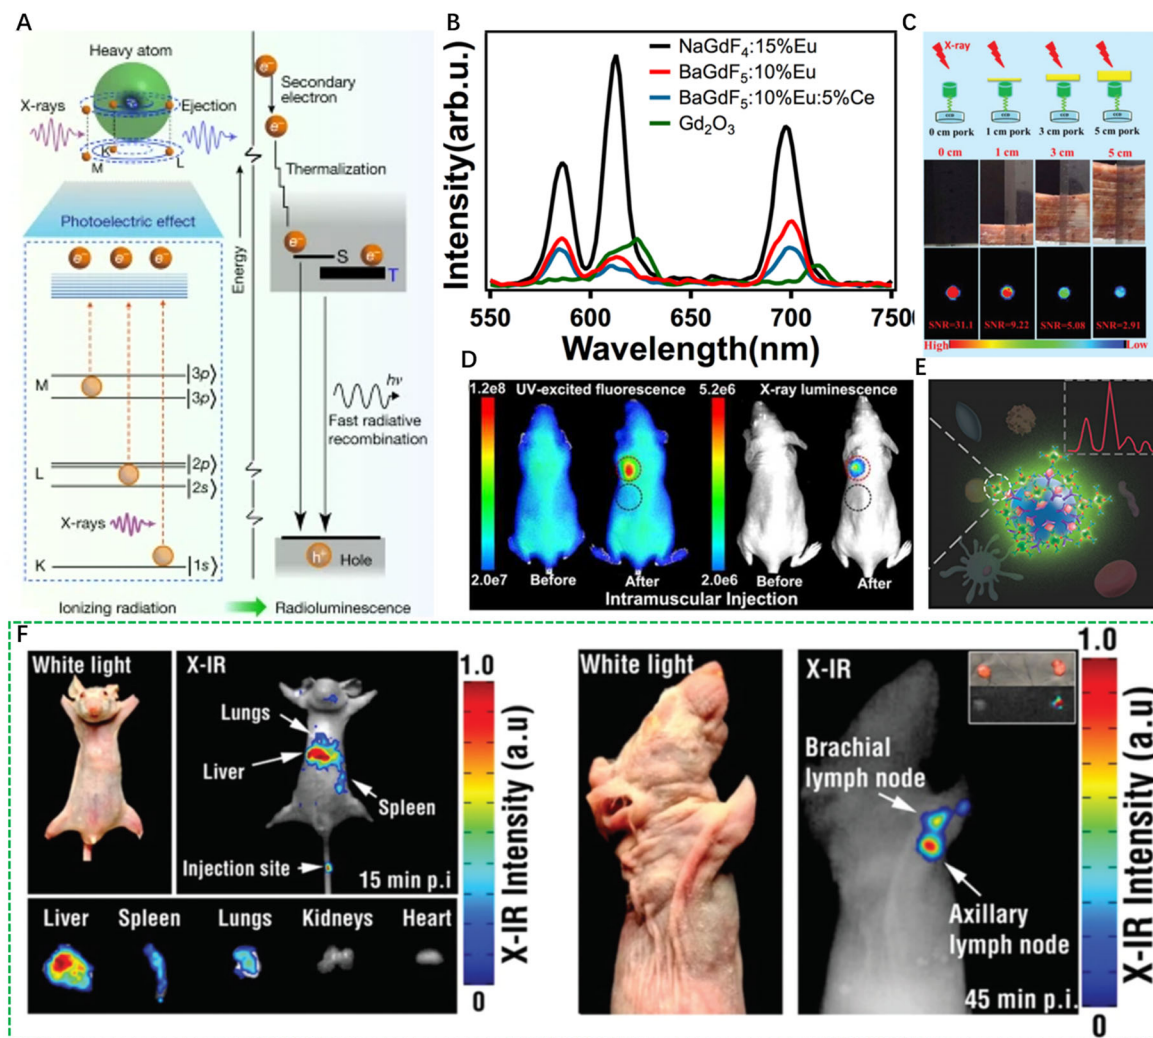 A
Heavy atom
X-rays
Ejection
K
L
M
Photoelectric effect
M
|3p⟩
|3p⟩
L
|2p⟩
|2s⟩
X-rays
K
|1s⟩
Ionizing radiation
Energy
e⁻
Secondary
electron
e⁻
Thermalization
e⁻
e⁻
S
T
hν
Fast radiative
recombination
h⁺
Hole
Radioluminescence
e⁻
e⁻
e⁻
B
Intensity(arb.u.)
NaGdF₄:15%Eu
BaGdF₅:10%Eu
BaGdF₅:10%Eu:5%Ce
Gd₂O₃
550
600
650
700
7500
Wavelength(nm)
C
X-ray
0 cm pork
1 cm pork
3 cm pork
5 cm pork
0 cm
1 cm
3 cm
5 cm
SNR=31.1
SNR=9.22
SNR=5.08
SNR=2.91
High
Low
D
1.2e8
UV-excited fluorescence
5.2e6
X-ray luminescence
2.0e7
Before
After
2.0e6
Before
After
Intramuscular Injection
E
F
White light
X-IR
Lungs
Liver
Spleen
Injection site
15 min p.i
Liver
Spleen
Lungs
Kidneys
Heart
1.0
X-IR Intensity (a.u)
0
White light
X-IR
Brachial
lymph node
Axillary
lymph node
45 min p.i.
1.0
X-IR Intensity (a.u)
0